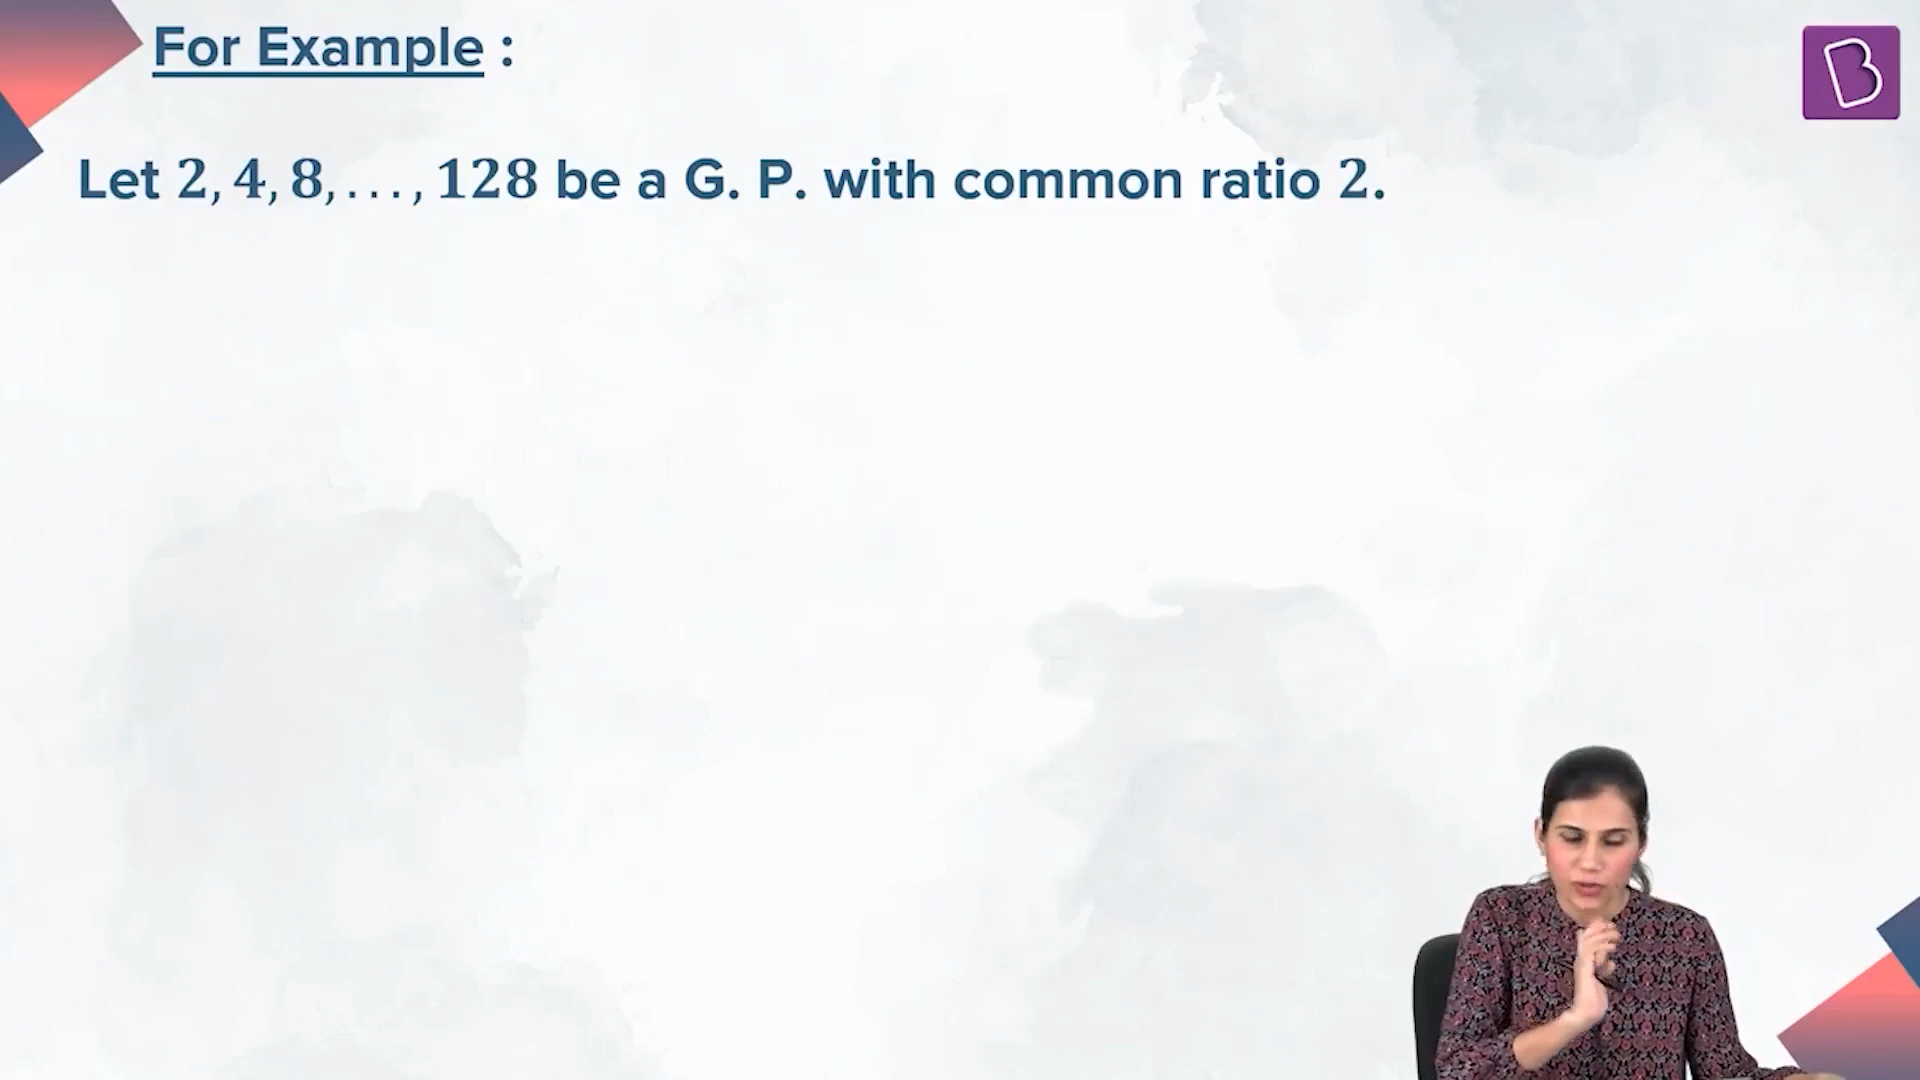 For Example :
B
Let 2, 4, 8, . . . , 128 be a G. P. with common ratio 2.